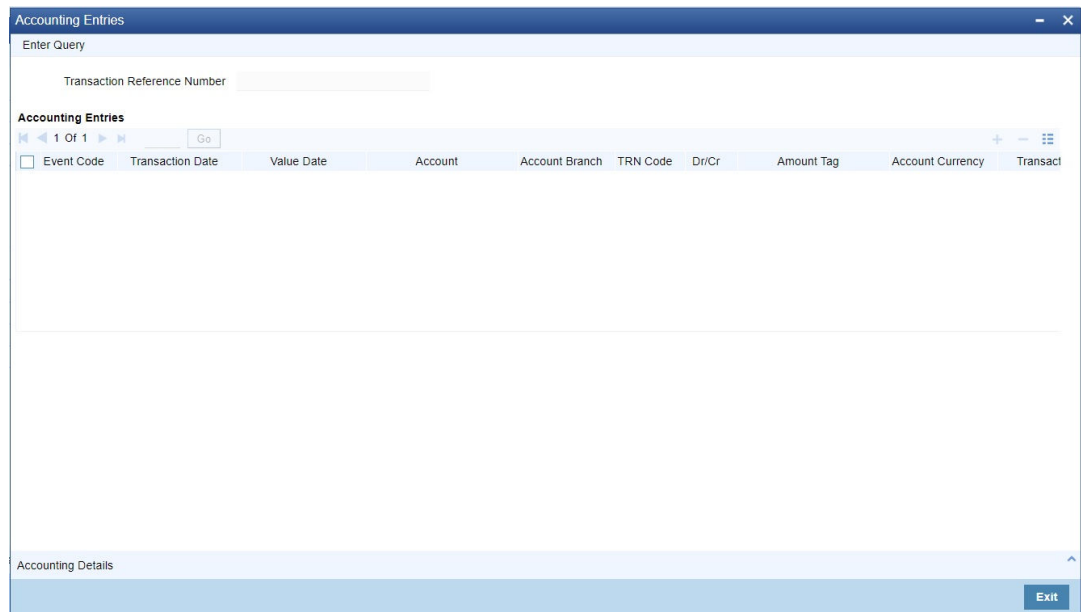 Accounting Entries
Enter Query
Transaction Reference Number
Accounting Entries
1 Of 1 Go
Event Code Transaction Date Value Date Account Account Branch TRN Code Dr/Cr Amount Tag Account Currency Transact
Accounting Details
Exit